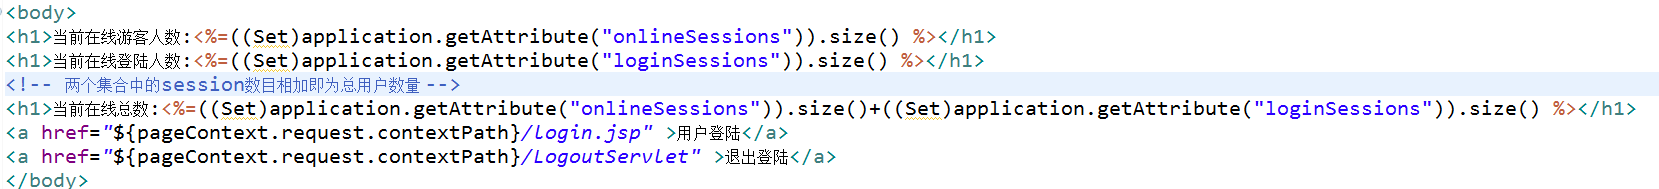 <body>
<h1>当前在线游客人数:<%=((Set)application.getAttribute("onlineSessions")).size() %></h1>
<h1>当前在线登陆人数:<%=((Set)application.getAttribute("loginSessions")).size() %></h1>
<!-- 两个集合中的session数目相加即为总用户数量 -->
<h1>当前在线总数:<%=((Set)application.getAttribute("onlineSessions")).size()+((Set)application.getAttribute("loginSessions")).size() %></h1>
<a href="${pageContext.request.contextPath}/login.jsp" >用户登陆</a>
<a href="${pageContext.request.contextPath}/LogoutServlet" >退出登陆</a>
</body>